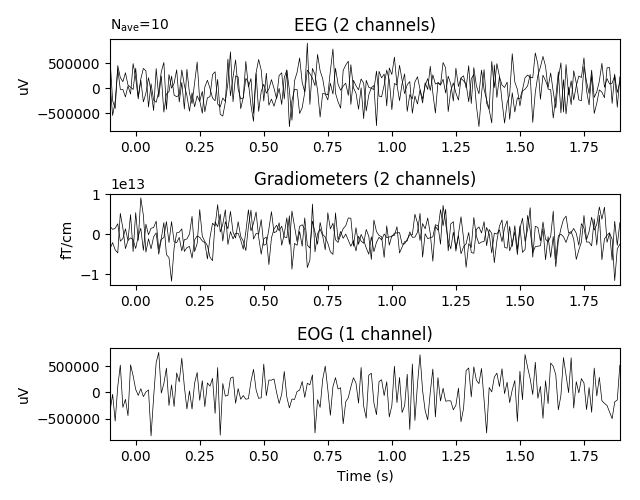 N_ave=10
EEG (2 channels)
uV
500000
0
−500000
0.00 0.25 0.50 0.75 1.00 1.25 1.50 1.75
1e13
Gradiometers (2 channels)
fT/cm
1
0
−1
0.00 0.25 0.50 0.75 1.00 1.25 1.50 1.75
EOG (1 channel)
uV
500000
0
−500000
0.00 0.25 0.50 0.75 1.00 1.25 1.50 1.75
Time (s)